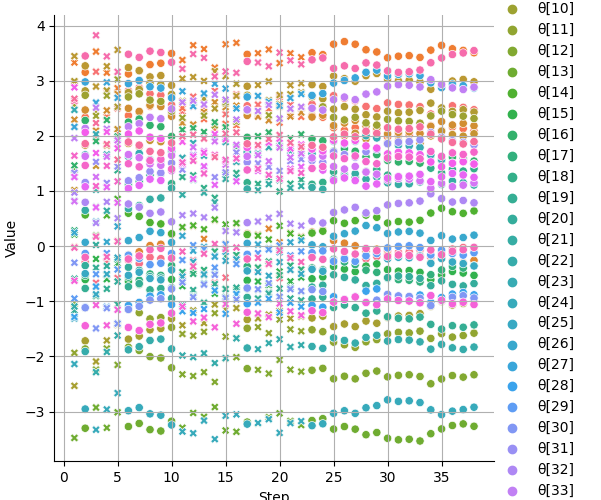 4
3
2
1
0
−1
−2
−3
Value
0
5
10
15
20
25
30
35
Step
θ[10]
θ[11]
θ[12]
θ[13]
θ[14]
θ[15]
θ[16]
θ[17]
θ[18]
θ[19]
θ[20]
θ[21]
θ[22]
θ[23]
θ[24]
θ[25]
θ[26]
θ[27]
θ[28]
θ[29]
θ[30]
θ[31]
θ[32]
θ[33]